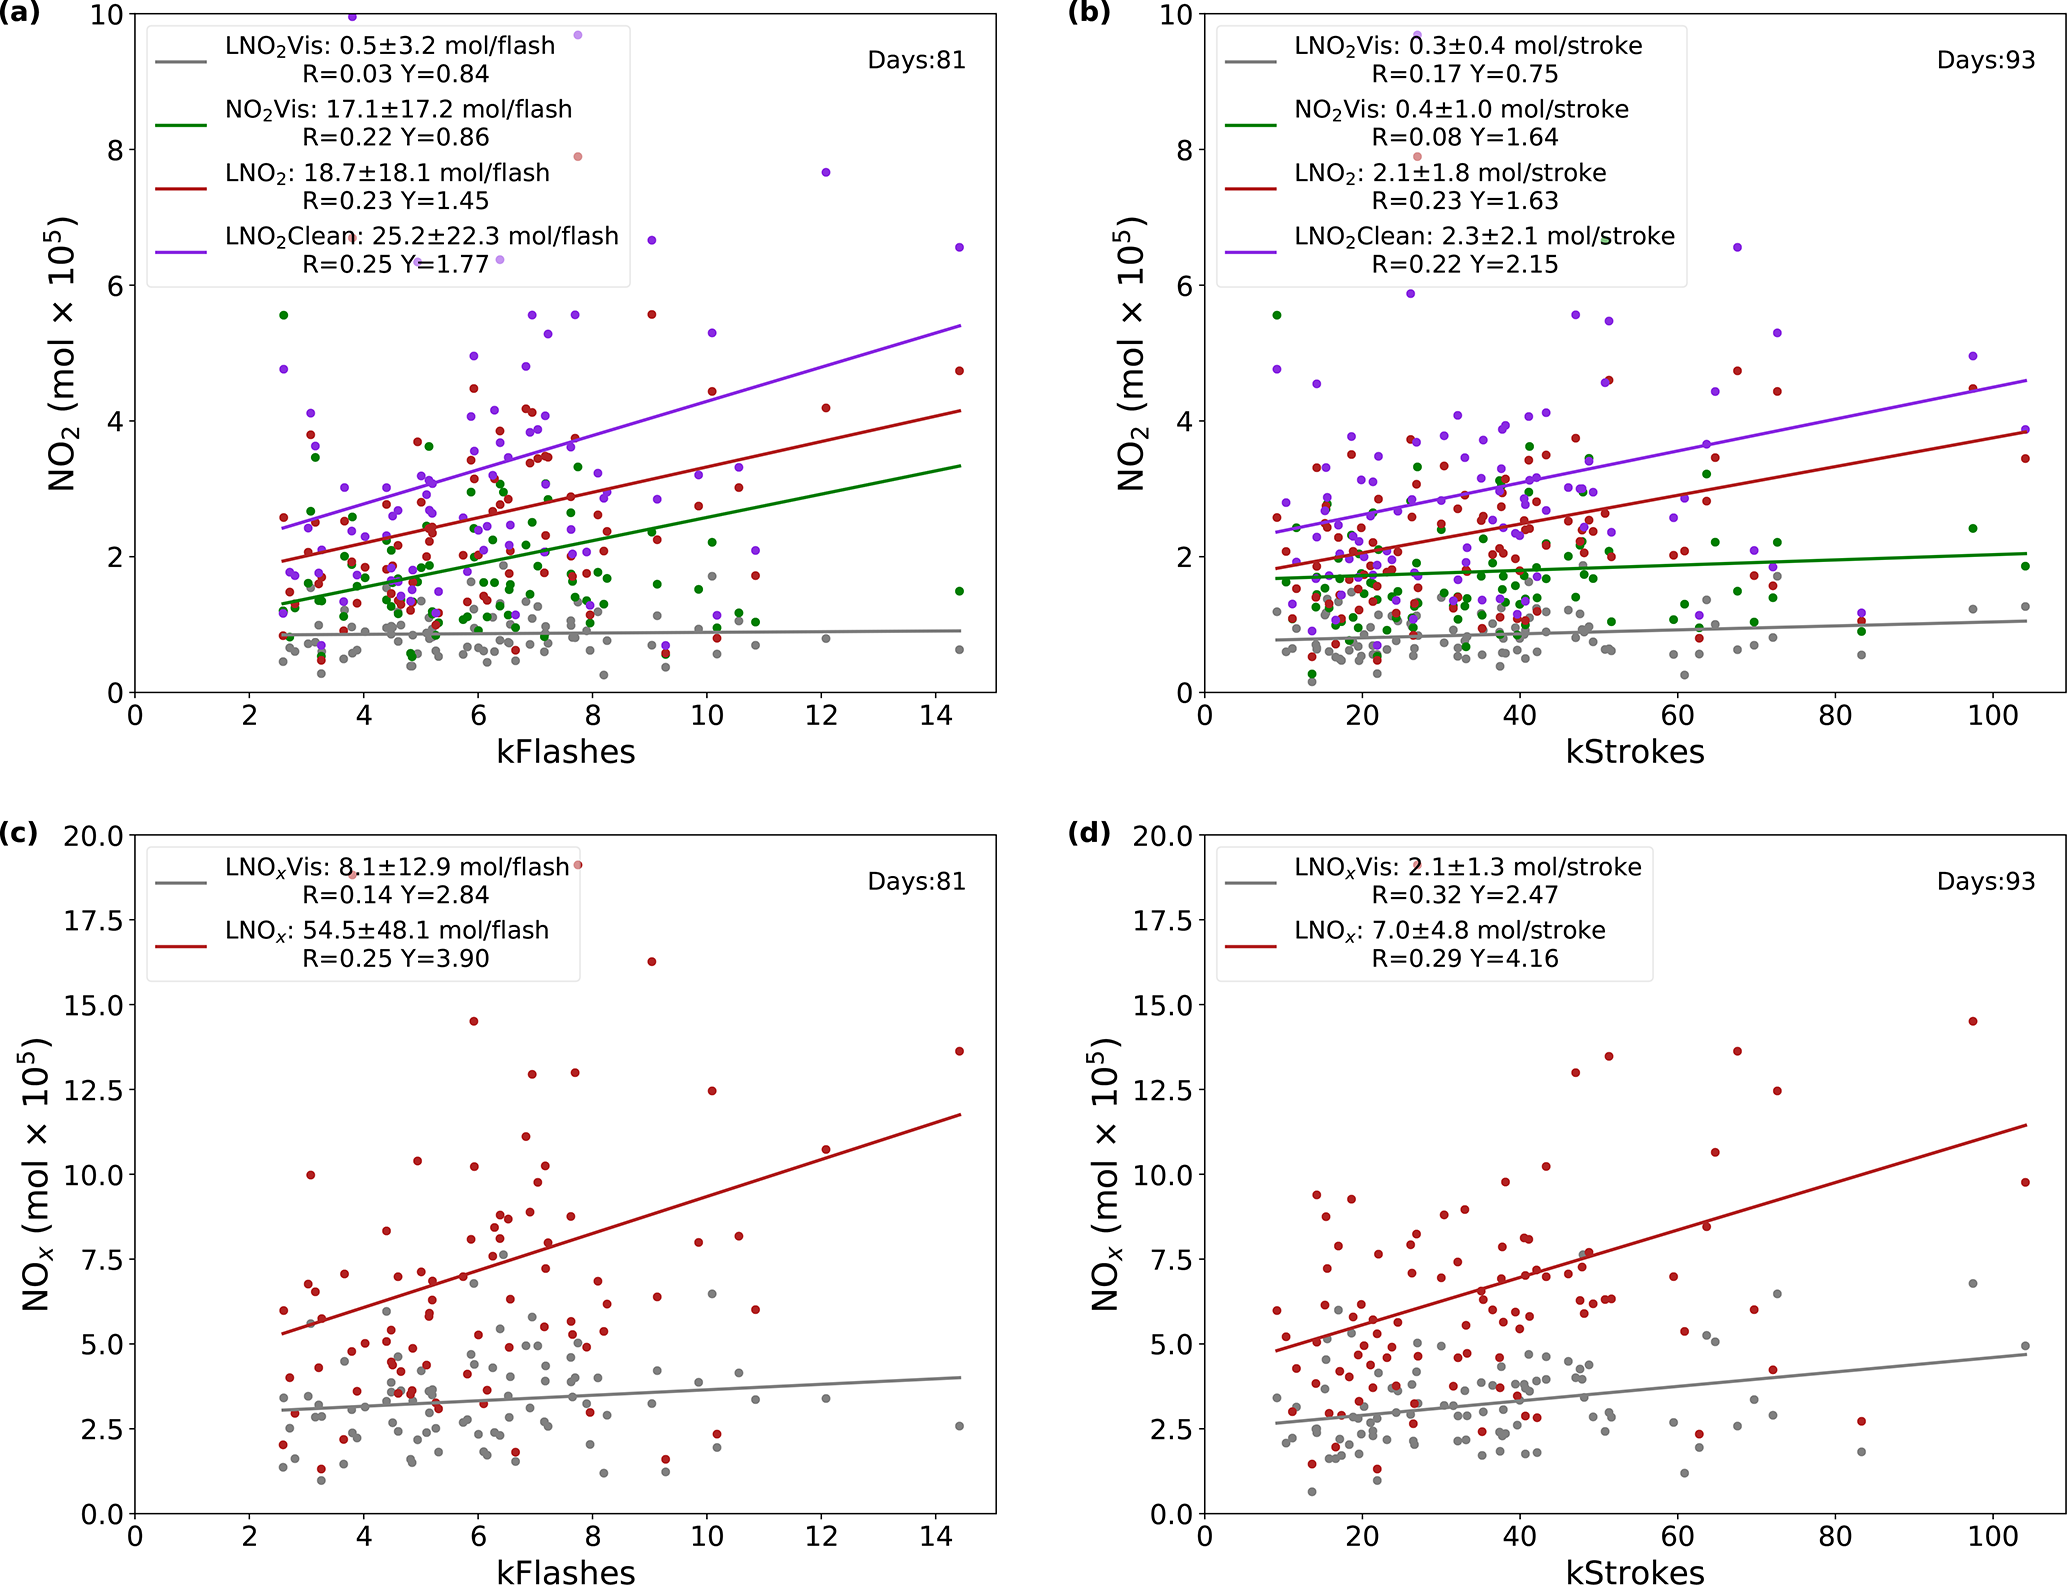 (a)
10
8
6
4
2
0
NO₂ (mol × 10⁵)
LNO₂Vis: 0.5±3.2 mol/flash
R=0.03 Y=0.84
NO₂Vis: 17.1±17.2 mol/flash
R=0.22 Y=0.86
LNO₂: 18.7±18.1 mol/flash
R=0.23 Y=1.45
LNO₂Clean: 25.2±22.3 mol/flash
R=0.25 Y=1.77
Days:81
0 2 4 6 8 10 12 14
kFlashes
(b)
10
8
6
4
2
0
NO₂ (mol × 10⁵)
LNO₂Vis: 0.3±0.4 mol/stroke
R=0.17 Y=0.75
NO₂Vis: 0.4±1.0 mol/stroke
R=0.08 Y=1.64
LNO₂: 2.1±1.8 mol/stroke
R=0.23 Y=1.63
LNO₂Clean: 2.3±2.1 mol/stroke
R=0.22 Y=2.15
Days:93
0 20 40 60 80 100
kStrokes
(c)
20.0
17.5
15.0
12.5
10.0
7.5
5.0
2.5
0.0
NOₓ (mol × 10⁵)
LNOₓVis: 8.1±12.9 mol/flash
R=0.14 Y=2.84
LNOₓ: 54.5±48.1 mol/flash
R=0.25 Y=3.90
Days:81
0 2 4 6 8 10 12 14
kFlashes
(d)
20.0
17.5
15.0
12.5
10.0
7.5
5.0
2.5
0.0
NOₓ (mol × 10⁵)
LNOₓVis: 2.1±1.3 mol/stroke
R=0.32 Y=2.47
LNOₓ: 7.0±4.8 mol/stroke
R=0.29 Y=4.16
Days:93
0 20 40 60 80 100
kStrokes